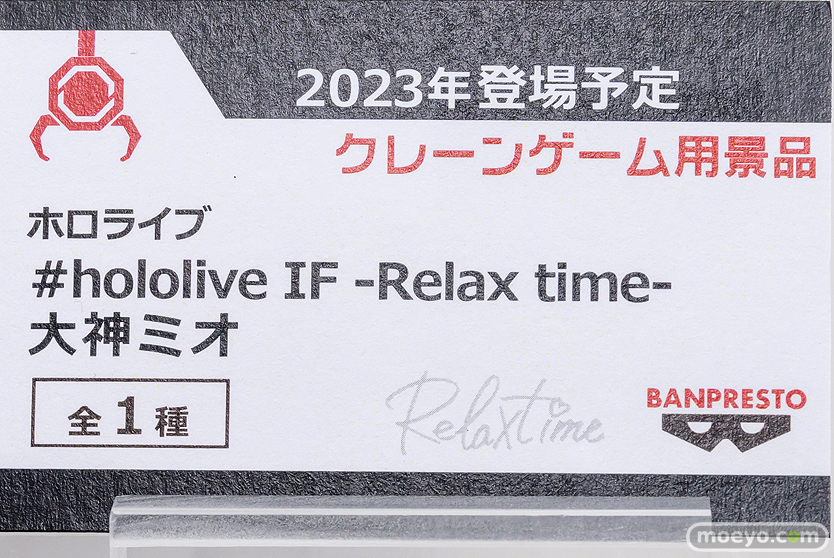 2023年登場予定
クレーンゲーム用景品
ホロライブ
#hololive IF -Relax time-
大神ミオ
全1種
Relax time
BANPRESTO
moeyo.com